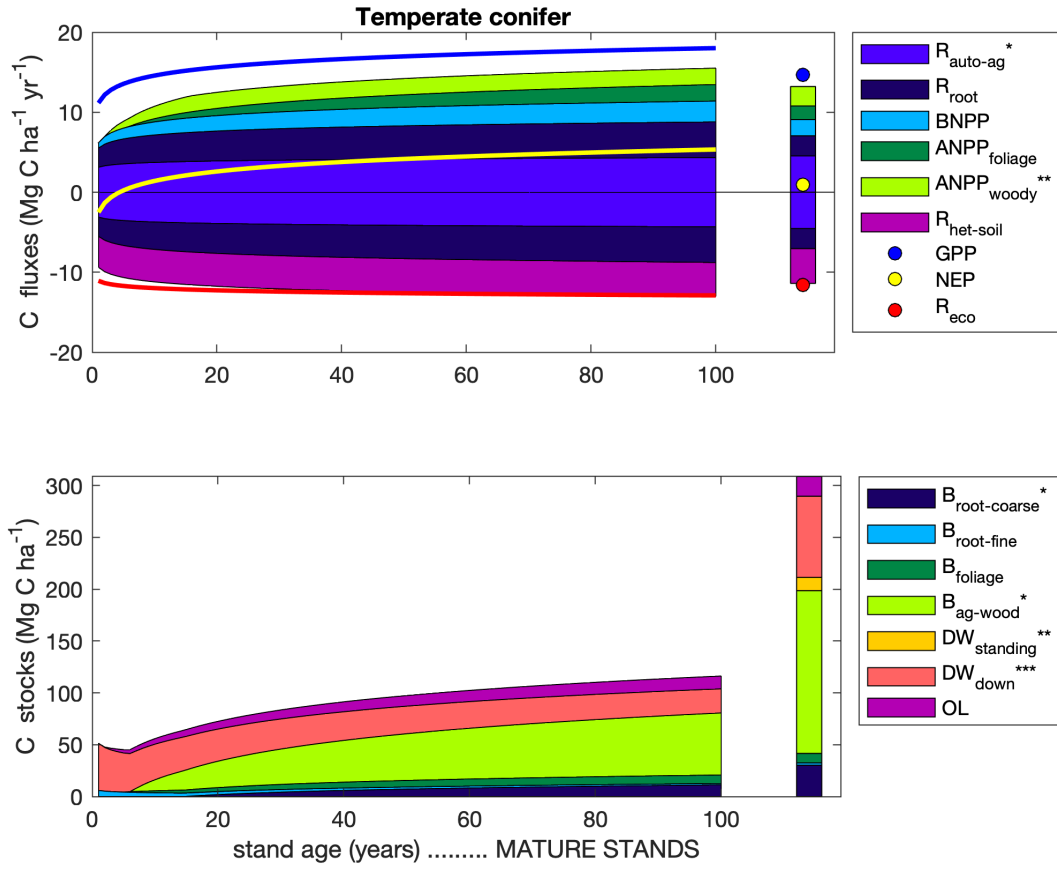 Temperate conifer
C fluxes (Mg C ha-1 yr-1)
20
10
0
-10
-20
0 20 40 60 80 100
Rauto-ag*
Rroot
BNPP
ANPPfoliage
ANPPwoody**
Rhet-soil
GPP
NEP
Reco
C stocks (Mg C ha-1)
300
250
200
150
100
50
0
0 20 40 60 80 100
stand age (years) ......... MATURE STANDS
Broot-coarse*
Broot-fine
Bfoliage
Bag-wood*
DWstanding**
DWdown***
OL